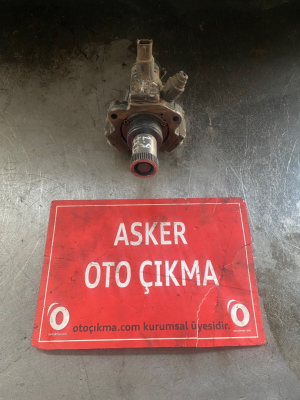 ASKER
OTO ÇIKMA
otoçıkma.com kurumsal üyesidir.